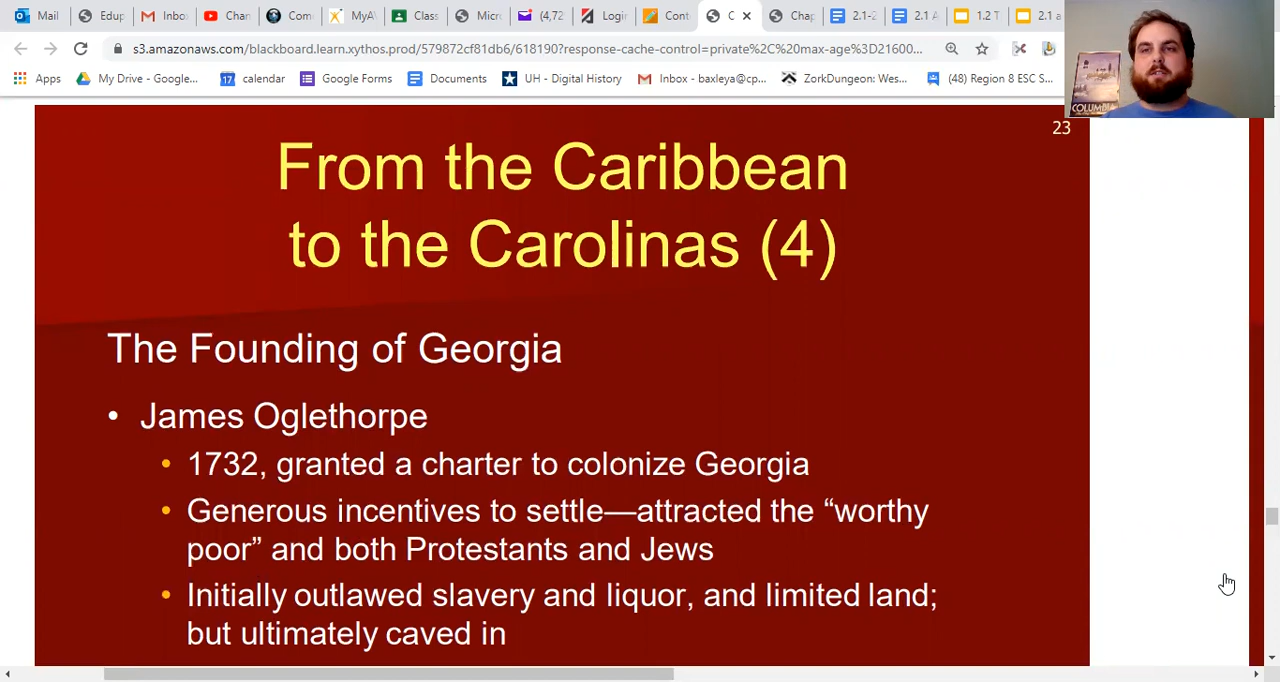 Mail Edup Inbo Char Com MyA Class Micro (4,72 Login Cont C Chap 2.1-2 2.1 A 1.2 T 2.1 a
s3.amazonaws.com/blackboard.learn.xythos.prod/573872d81db6/618190?response-cache-control=private%2C%20max-age%3D21600...
Apps My Drive - Google... calendar Google Forms Documents UH - Digital History Inbox - baxleya@cp... ZorkDungeon: Wes... (48) Region 8 ESC S...
COLUMBIA
23
From the Caribbean
to the Carolinas (4)
The Founding of Georgia
• James Oglethorpe
• 1732, granted a charter to colonize Georgia
• Generous incentives to settle—attracted the “worthy
poor” and both Protestants and Jews
• Initially outlawed slavery and liquor, and limited land;
but ultimately caved in